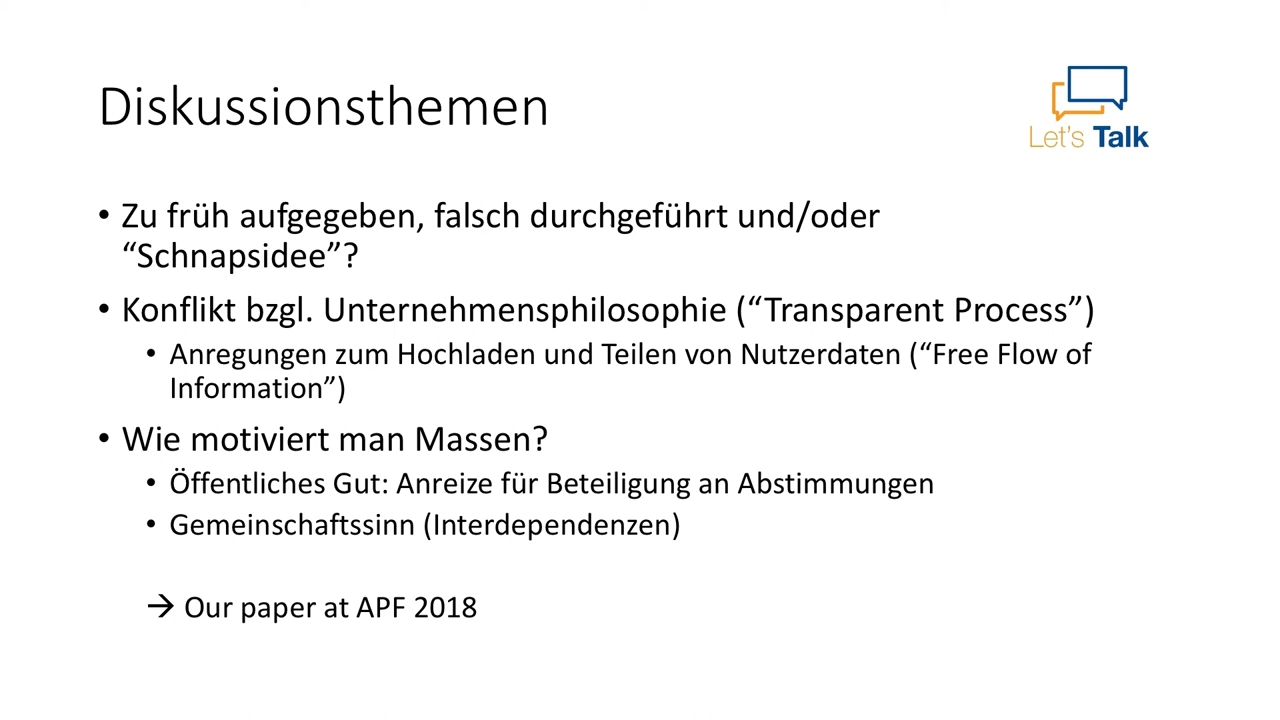 Diskussionsthemen
Let's Talk
• Zu früh aufgegeben, falsch durchgeführt und/oder
“Schnapsidee”?
• Konflikt bzgl. Unternehmensphilosophie (“Transparent Process”)
• Anregungen zum Hochladen und Teilen von Nutzerdaten (“Free Flow of
Information”)
• Wie motiviert man Massen?
• Öffentliches Gut: Anreize für Beteiligung an Abstimmungen
• Gemeinschaftssinn (Interdependenzen)
→ Our paper at APF 2018